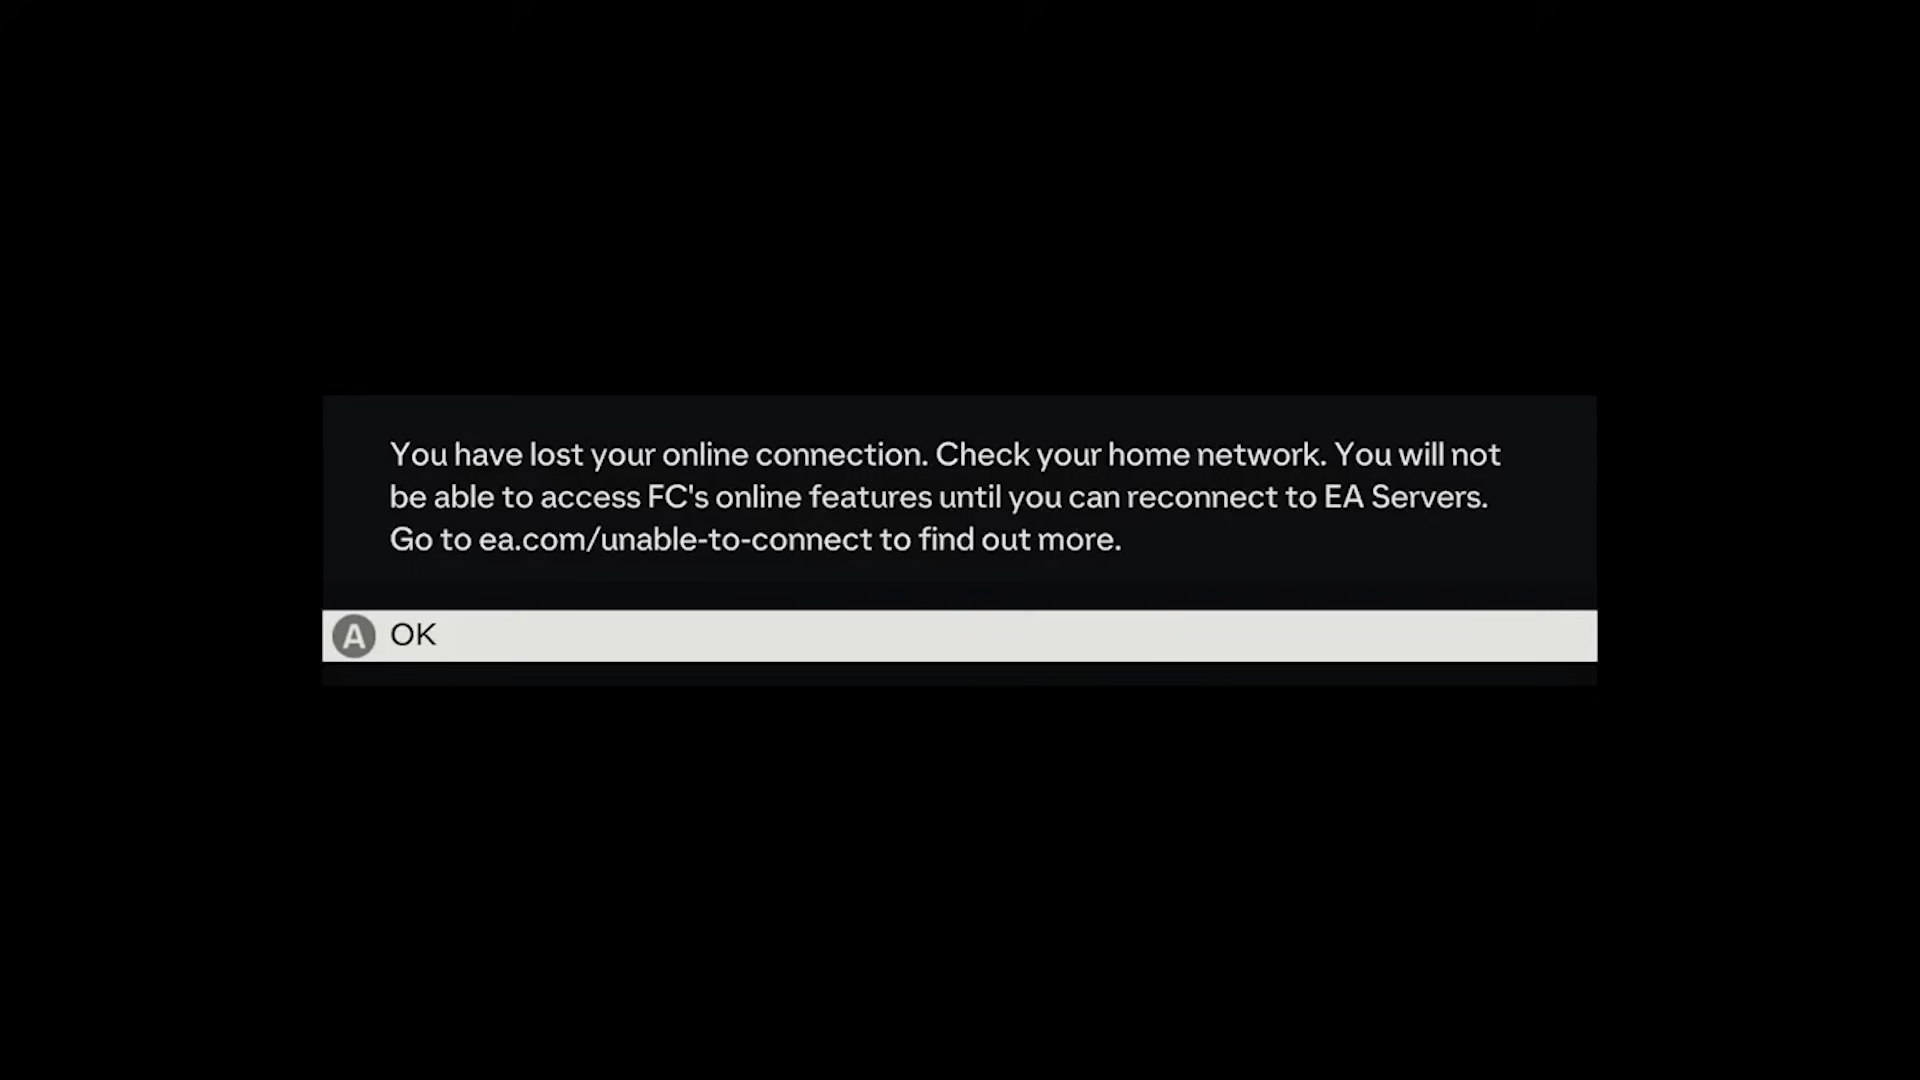 You have lost your online connection. Check your home network. You will not
be able to access FC's online features until you can reconnect to EA Servers.
Go to ea.com/unable-to-connect to find out more.
A OK